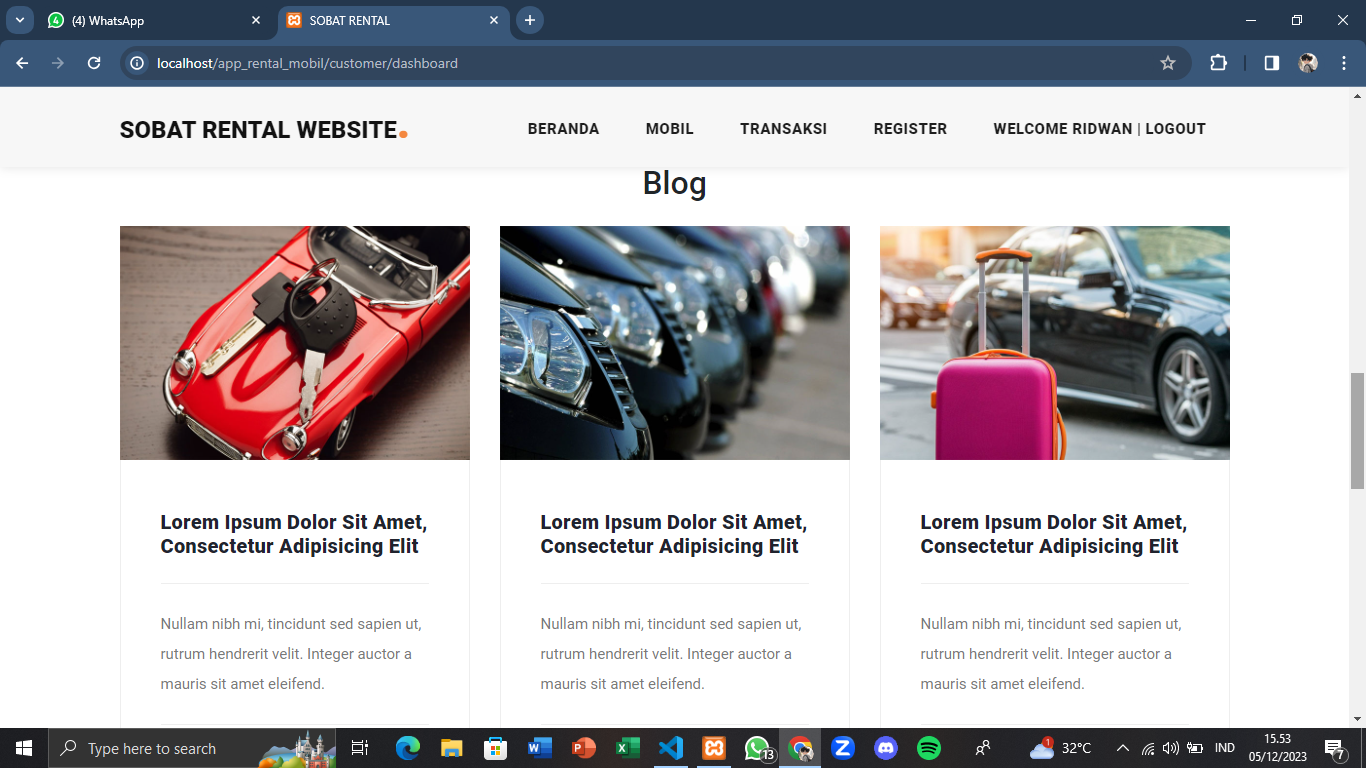 (4) WhatsApp
SOBAT RENTAL
localhost/app_rental_mobil/customer/dashboard
SOBAT RENTAL WEBSITE.
BERANDA MOBIL TRANSAKSI REGISTER WELCOME RIDWAN | LOGOUT
Blog
Lorem Ipsum Dolor Sit Amet,
Consectetur Adipisicing Elit
Nullam nibh mi, tincidunt sed sapien ut,
rutrum hendrerit velit. Integer auctor a
mauris sit amet eleifend.
Lorem Ipsum Dolor Sit Amet,
Consectetur Adipisicing Elit
Nullam nibh mi, tincidunt sed sapien ut,
rutrum hendrerit velit. Integer auctor a
mauris sit amet eleifend.
Lorem Ipsum Dolor Sit Amet,
Consectetur Adipisicing Elit
Nullam nibh mi, tincidunt sed sapien ut,
rutrum hendrerit velit. Integer auctor a
mauris sit amet eleifend.
Type here to search
13
1
32°C
IND
15.53
05/12/2023
7